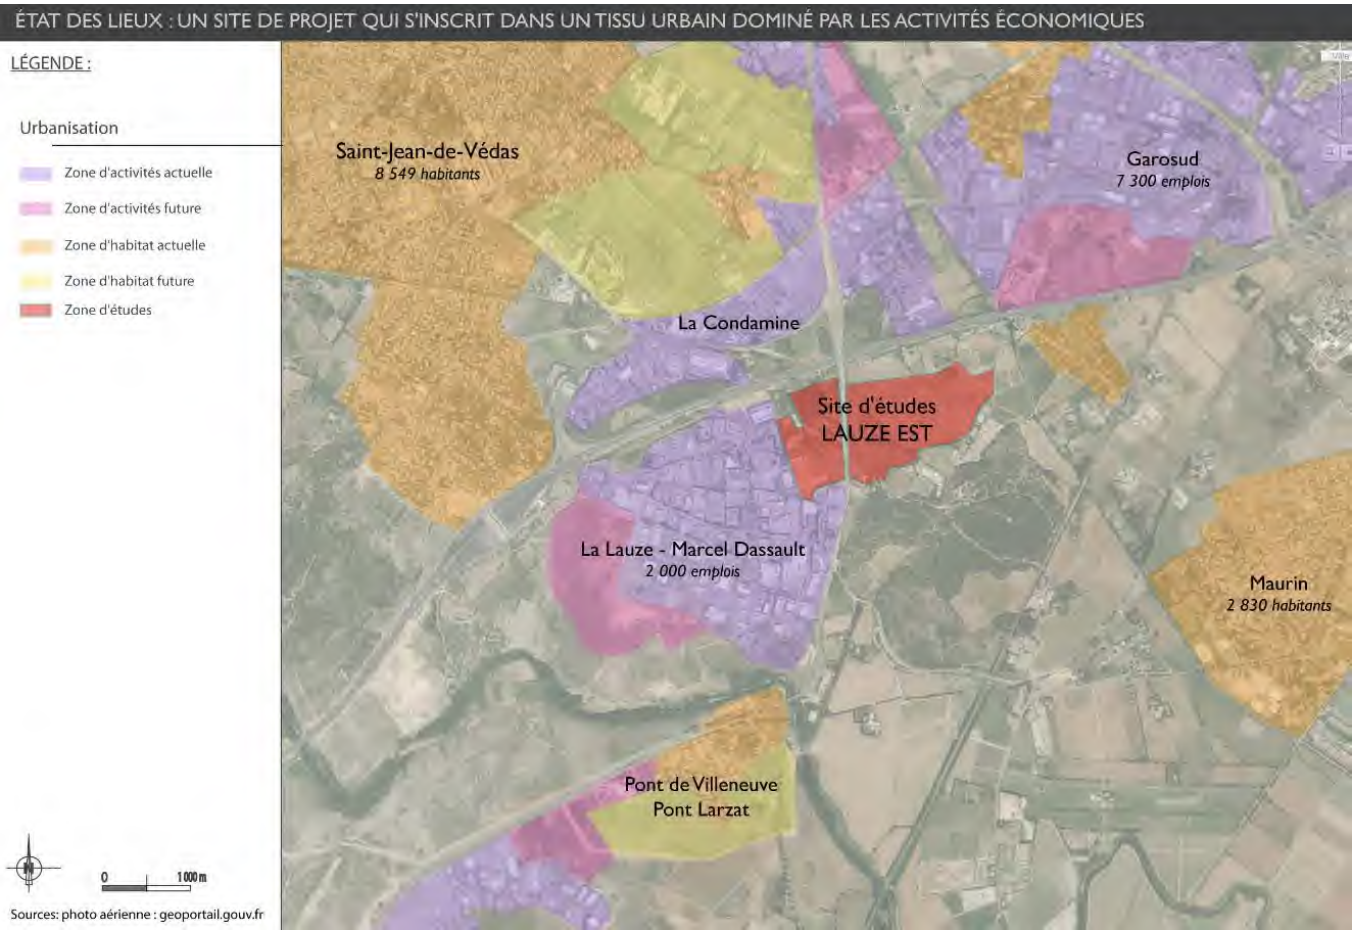 ÉTAT DES LIEUX : UN SITE DE PROJET QUI S'INSCRIT DANS UN TISSU URBAIN DOMINÉ PAR LES ACTIVITÉS ÉCONOMIQUES
LÉGENDE :
Urbanisation
Zone d'activités actuelle
Zone d'activités future
Zone d'habitat actuelle
Zone d'habitat future
Zone d'études
Saint-Jean-de-Védas
8 549 habitants
Garosud
7 300 emplois
La Condamine
Site d'études
LAUZE EST
La Lauze - Marcel Dassault
2 000 emplois
Maurin
2 830 habitants
Pont de Villeneuve
Pont Larzat
N
0 1 000 m
Sources: photo aérienne : geoportail.gouv.fr